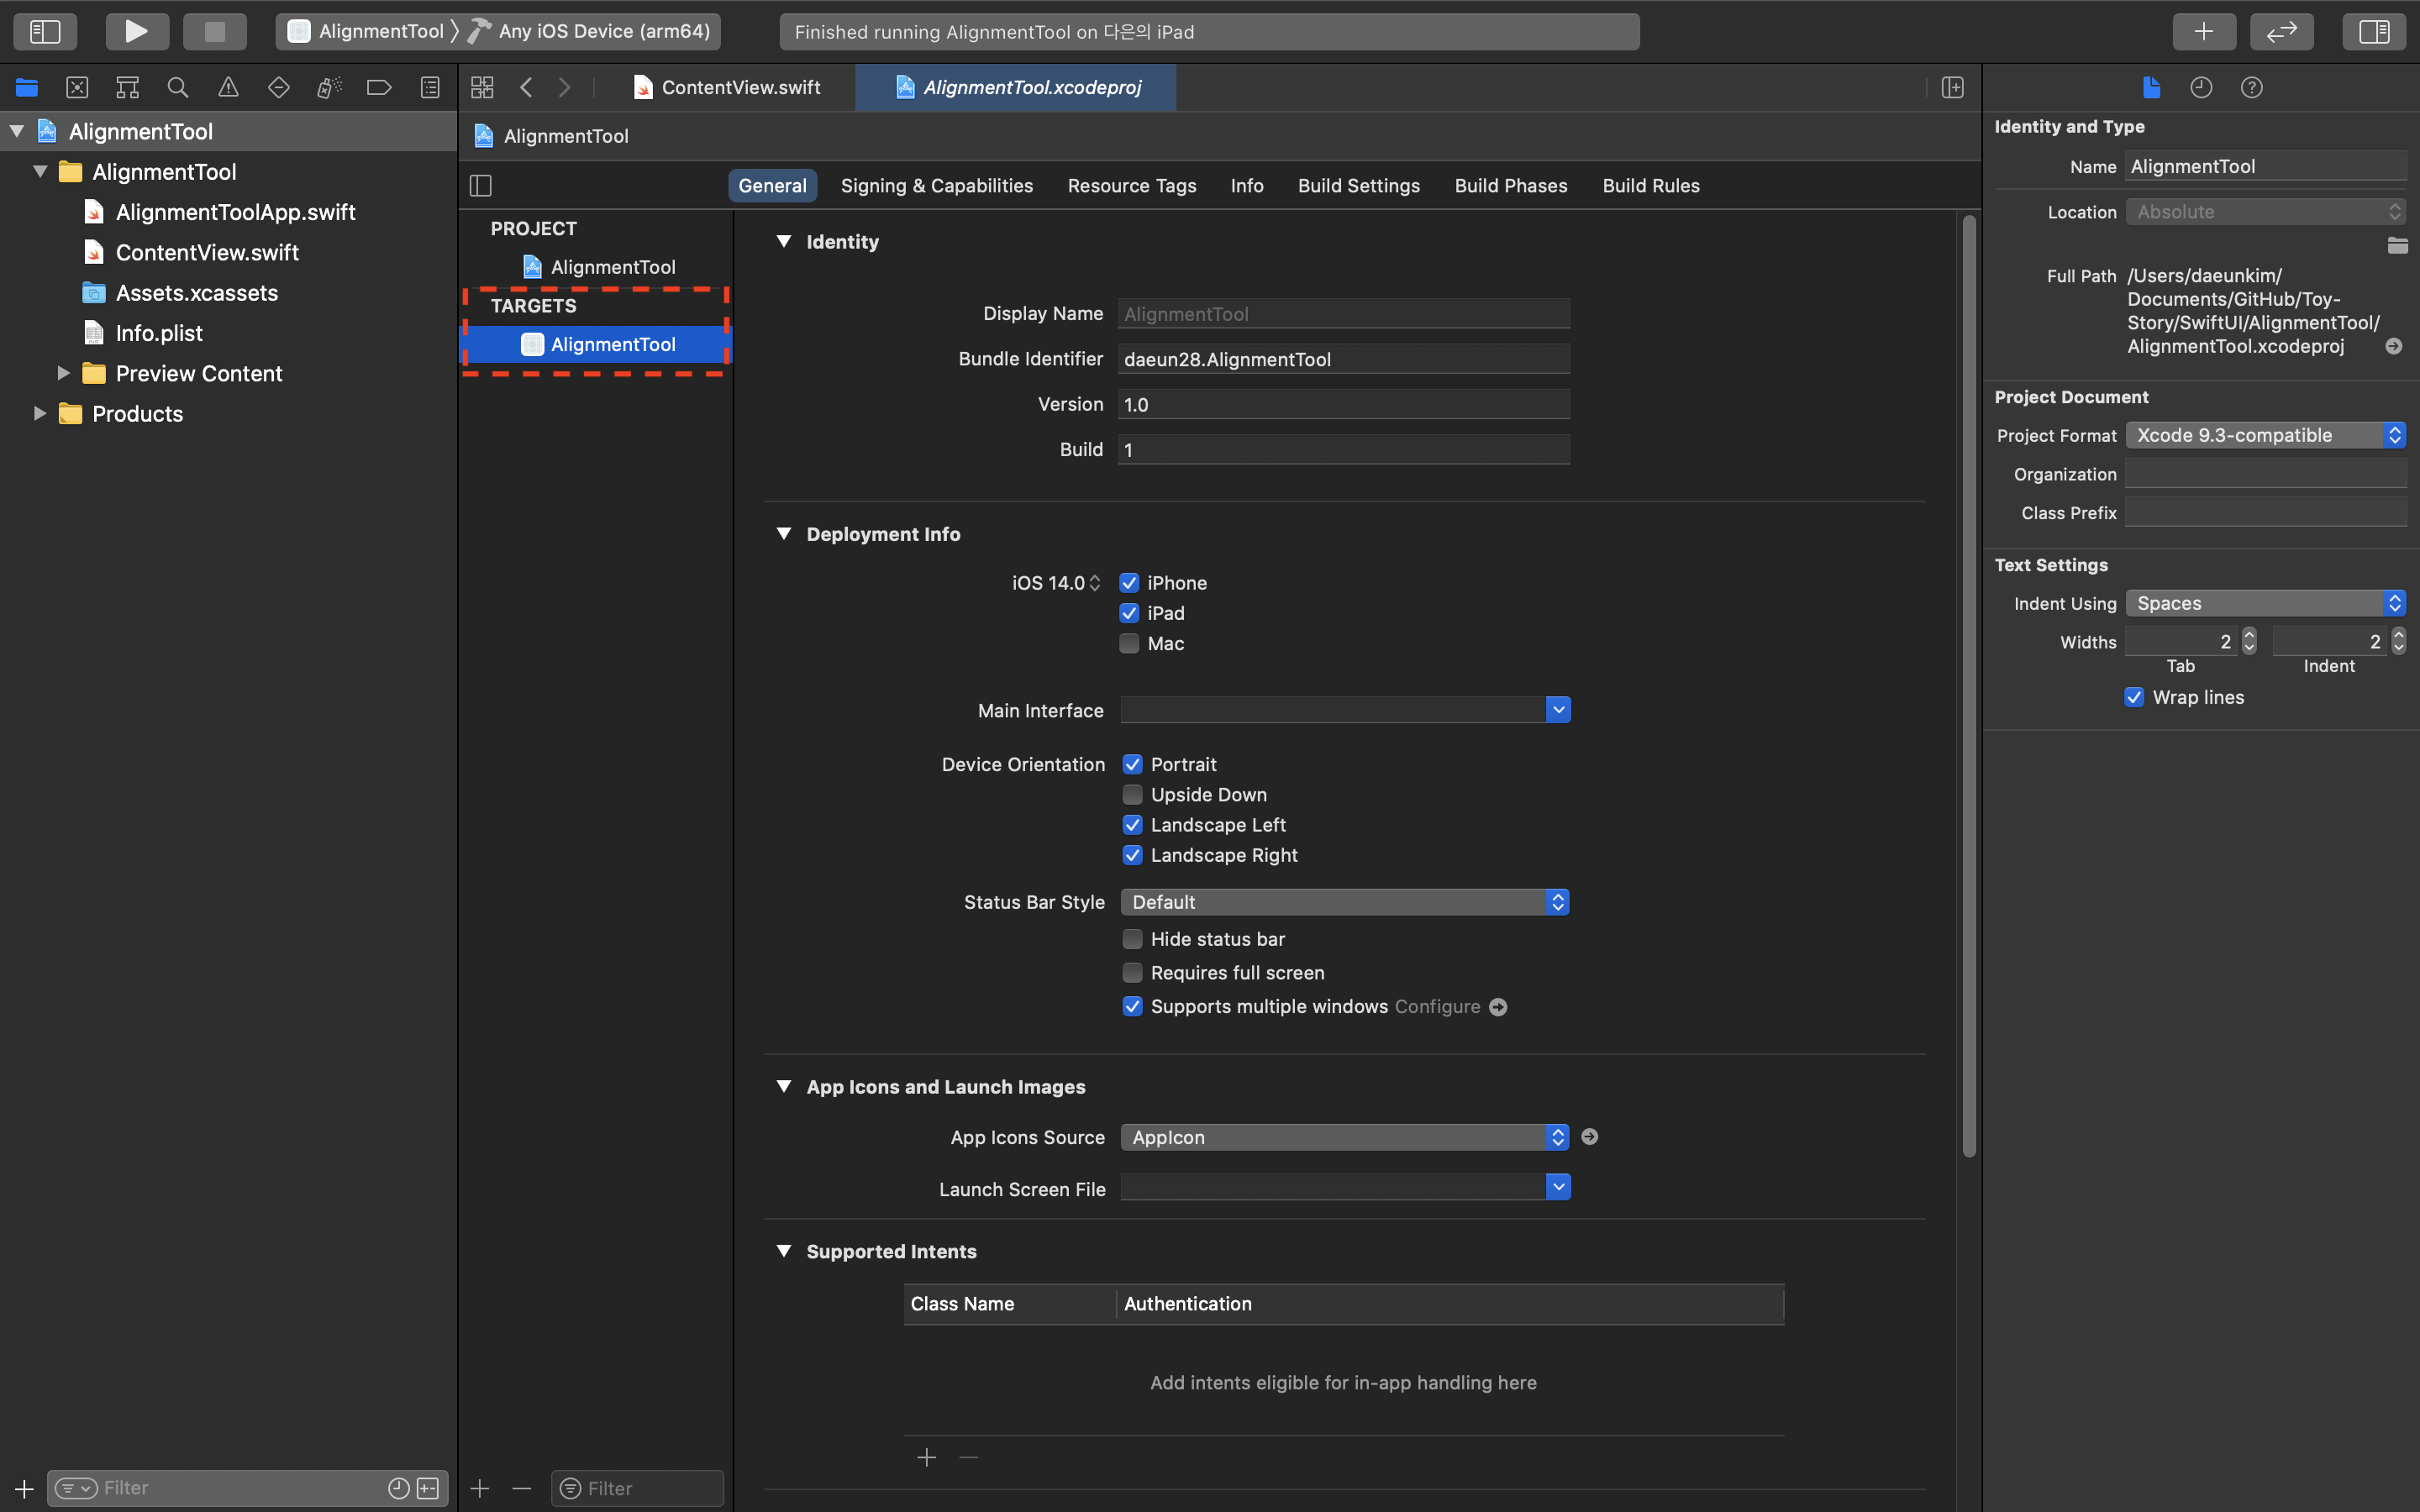 AlignmentTool
Any iOS Device (arm64)
Finished running AlignmentTool on 다은의 iPad
ContentView.swift
AlignmentTool.xcodeproj
AlignmentTool
AlignmentTool
AlignmentToolApp.swift
ContentView.swift
Assets.xcassets
Info.plist
Preview Content
Products
Filter
AlignmentTool
General
Signing & Capabilities
Resource Tags
Info
Build Settings
Build Phases
Build Rules
PROJECT
AlignmentTool
TARGETS
AlignmentTool
Filter
Identity
Display Name AlignmentTool
Bundle Identifier daeun28.AlignmentTool
Version 1.0
Build 1
Deployment Info
iOS 14.0 iPhone
iPad
Mac
Main Interface
Device Orientation Portrait
Upside Down
Landscape Left
Landscape Right
Status Bar Style Default
Hide status bar
Requires full screen
Supports multiple windows Configure
App Icons and Launch Images
App Icons Source AppIcon
Launch Screen File
Supported Intents
Class Name Authentication
Add intents eligible for in-app handling here
Identity and Type
Name AlignmentTool
Location Absolute
Full Path /Users/daeunkim/
Documents/GitHub/Toy-
Story/SwiftUI/AlignmentTool/
AlignmentTool.xcodeproj
Project Document
Project Format Xcode 9.3-compatible
Organization
Class Prefix
Text Settings
Indent Using Spaces
Widths 2 2
Tab Indent
Wrap lines